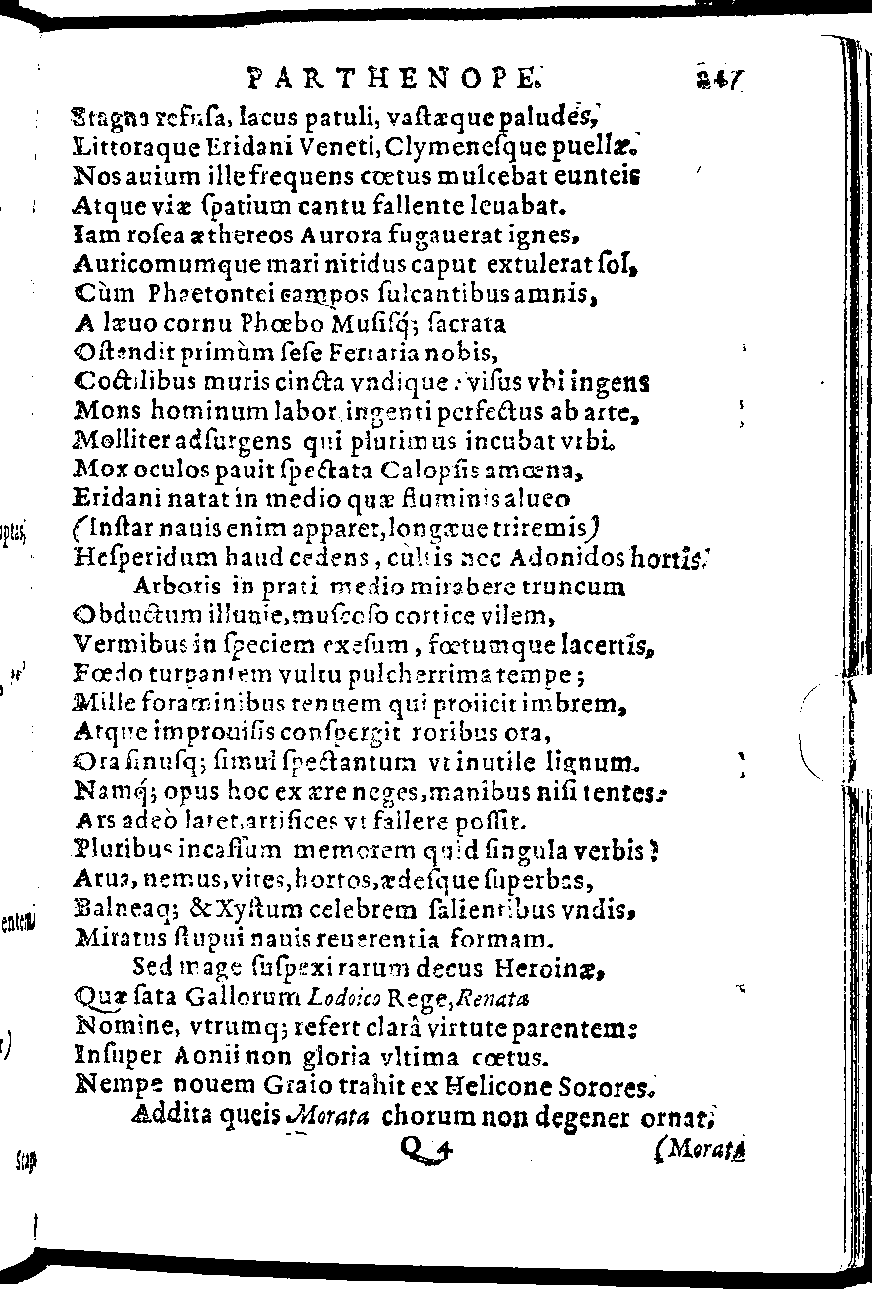 PARTHENOPE. 247
Stagna refusa, lacus patuli, vastæque paludes,
Littoraque Eridani Veneti, Clymenesque puellæ.
Nos auium ille frequens cœtus mulcebat eunteis
Atque viæ spatium cantu fallente leuabat.
Iam rosea æthereos Aurora fugauerat ignes,
Auricomumque mari nitidus caput extulerat sol,
Cùm Phaetontei campos sulcantibus amnis,
A læuo cornu Phœbo Musisq́; sacrata
Ostendit primùm sese Ferraria nobis,
Coctilibus muris cincta vndique: visus vbi ingens
Mons hominum labor, ingenti perfectus ab arte,
Molliter adsurgens qui plurimus incubat vrbi.
Mox oculos pauit spectata Calopsis amœna,
Eridani natat in medio quæ fluminis alueo
(Instar nauis enim apparet, longæue triremis)
Hesperidum haud cedens, cultis nec Adonidos hortis.
Arboris in prati medio mirabere truncum
Obductum illuuie, muscoso cortice vilem,
Vermibus in speciem exesum, fœtumque lacertis,
Fœdo turpantem vultu pulcherrima tempe;
Mille foraminibus tenuem qui proiicit imbrem,
Atque improuisis conspergit roribus ora,
Ora sinusq; simul spectantum vt inutile lignum.
Namq́; opus hoc ex ære neges, manibus nisi tentes:
Ars adeò latet, artifices vt fallere possit.
Pluribus incassum memorem quid singula verbis?
Arua, nemus, vites, hortos, ædesque superbas,
Balneaq; & Xystum celebrem salientibus vndis,
Miratus stupui nauis reuerentia formam.
Sed mage suspexi rarum decus Heroinæ,
Quæ sata Gallorum Lodoico Rege, Renata
Nomine, vtrumq; refert clarâ virtute parentem:
Insuper Aonii non gloria vltima cœtus.
Nempe nouem Graio trahit ex Helicone Sorores.
Addita queis Morata chorum non degener ornat,
Q 4 (Morata